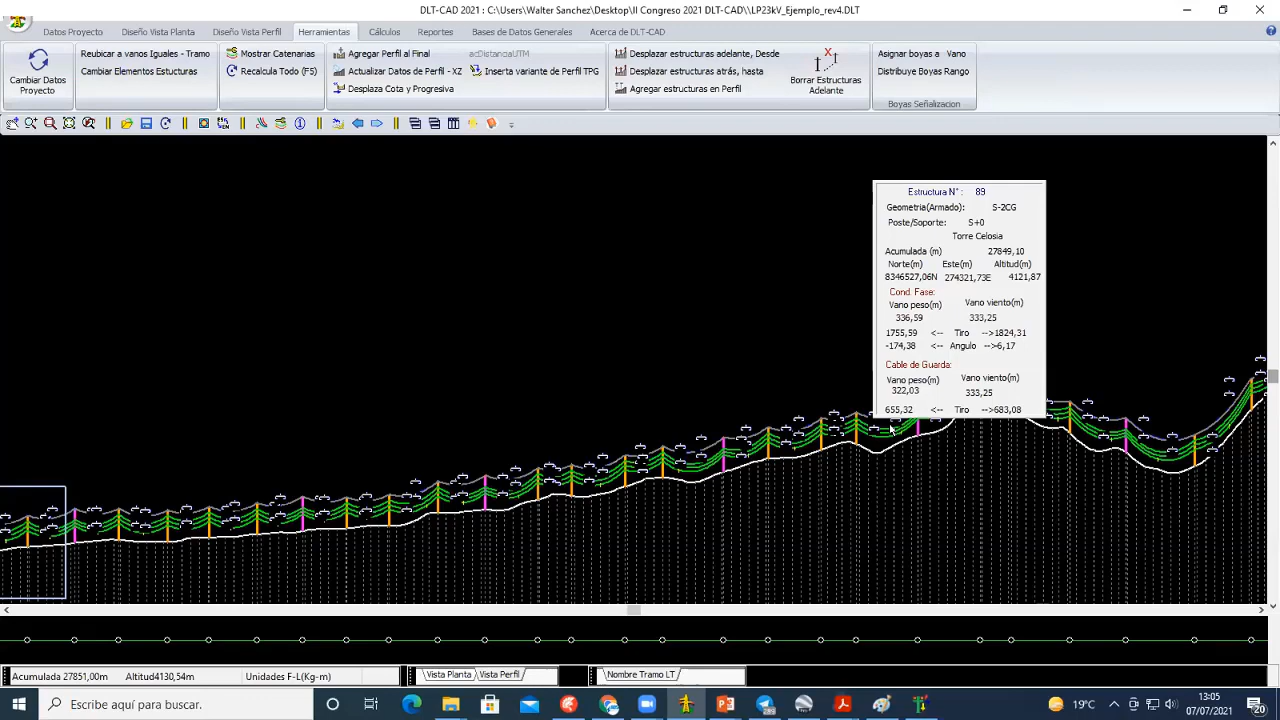 DLT-CAD 2021 : C:\Users\Walter Sanchez\Desktop\II Congreso 2021 DLT-CAD\\LP23kV_Ejemplo_rev4.DLT
Datos Proyecto Diseño Vista Planta Diseño Vista Perfil Herramientas Cálculos Reportes Bases de Datos Generales Acerca de DLT-CAD
Cambiar Datos
Proyecto
Reubicar a vanos Iguales - Tramo
Cambiar Elementos Estucturas
Mostrar Catenarias
Recalcula Todo (F5)
Agregar Perfil al Final
acDistanciaUTM
Actualizar Datos de Perfil - XZ
Inserta variante de Perfil TPG
Desplaza Cota y Progresiva
Desplazar estructuras adelante, Desde
Desplazar estructuras atrás, hasta
Agregar estructuras en Perfil
Borrar Estructuras
Adelante
Asignar boyas a Vano
Distribuye Boyas Rango
Boyas Señalizacion
Estructura N° : 89
Geometria(Armado): S-2CG
Poste/Soporte: S+0
Torre Celosia
Acumulada (m) 27849,10
Norte(m) Este(m) Altitud(m)
8346527,06N 274321,73E 4121,87
Cond. Fase:
Vano peso(m) Vano viento(m)
336,59 333,25
1755,59 <-- Tiro -->1824,31
-174,38 <-- Angulo -->6,17
Cable de Guarda:
Vano peso(m) Vano viento(m)
322,03 333,25
655,32 <-- Tiro -->683,08
Acumulada 27851,00m Altitud4130,54m Unidades F-L(Kg-m)
Vista Planta Vista Perfil
Nombre Tramo LT
Escribe aquí para buscar.
19°C
13:05
07/07/2021
20